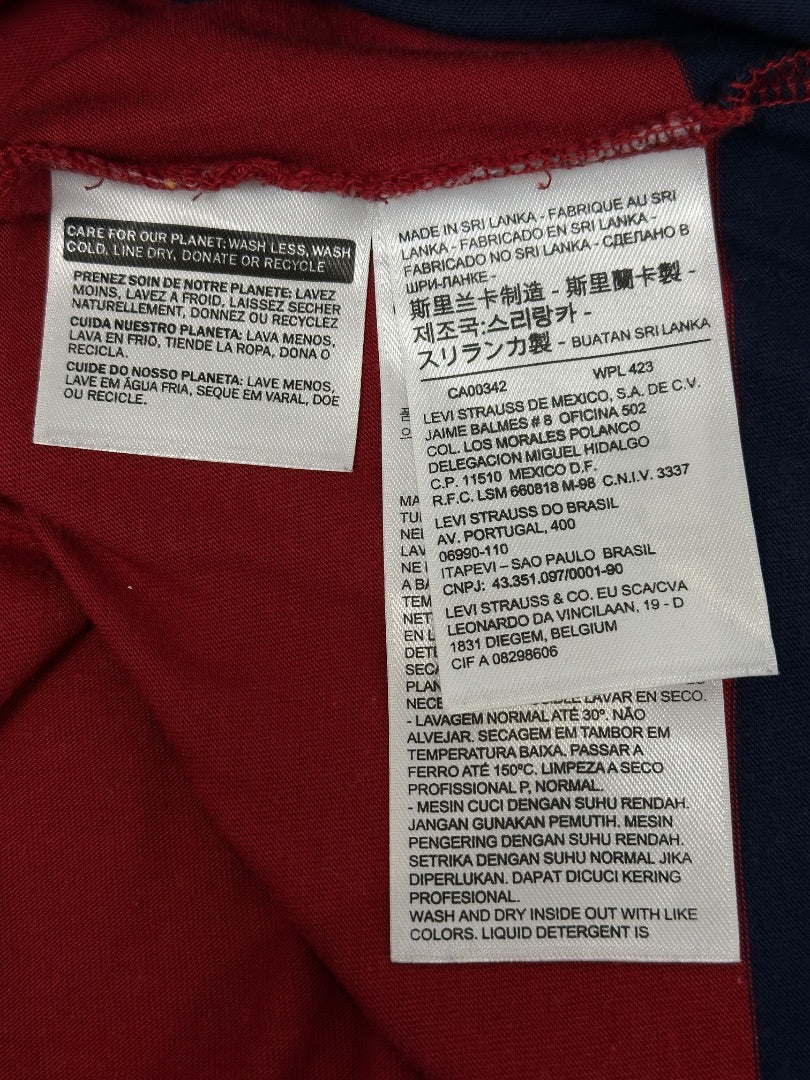 CARE FOR OUR PLANET: WASH LESS, WASH
COLD, LINE DRY, DONATE OR RECYCLE
PRENEZ SOIN DE NOTRE PLANETE: LAVEZ
MOINS, LAVEZ À FROID, LAISSEZ SECHER
NATURELLEMENT, DONNEZ OU RECYCLEZ
CUIDA NUESTRO PLANETA: LAVA MENOS,
LAVA EN FRIO, TIENDE LA ROPA, DONA O
RECICLA.
CUIDE DO NOSSO PLANETA: LAVE MENOS,
LAVE EM ÁGUA FRIA, SEQUE EM VARAL, DOE
OU RECICLE.
MADE IN SRI LANKA - FABRIQUE AU SRI
LANKA - FABRICADO EN SRI LANKA -
FABRICADO NO SRI LANKA - СДЕЛАНО В
ШРИ-ЛАНКЕ -
斯里兰卡制造 - 斯里蘭卡製 -
제조국:스리랑카 -
スリランカ製 - BUATAN SRI LANKA
CA00342 WPL 423
LEVI STRAUSS DE MEXICO, S.A. DE C.V.
JAIME BALMES # 8 OFICINA 502
COL. LOS MORALES POLANCO
DELEGACION MIGUEL HIDALGO
C.P. 11510 MEXICO D.F.
R.F.C. LSM 660818 M-98 C.N.I.V. 3337
LEVI STRAUSS DO BRASIL
AV. PORTUGAL, 400
06990-110
ITAPEVI – SAO PAULO BRASIL
CNPJ: 43.351.097/0001-90
LEVI STRAUSS & CO. EU SCA/CVA
LEONARDO DA VINCILAAN, 19 - D
1831 DIEGEM, BELGIUM
CIF A 08298606
LAVAR EN SECO.
- LAVAGEM NORMAL ATÉ 30º. NÃO
ALVEJAR. SECAGEM EM TAMBOR EM
TEMPERATURA BAIXA. PASSAR A
FERRO ATÉ 150ºC. LIMPEZA A SECO
PROFISSIONAL P, NORMAL.
- MESIN CUCI DENGAN SUHU RENDAH.
JANGAN GUNAKAN PEMUTIH. MESIN
PENGERING DENGAN SUHU RENDAH.
SETRIKA DENGAN SUHU NORMAL JIKA
DIPERLUKAN. DAPAT DICUCI KERING
PROFESIONAL.
WASH AND DRY INSIDE OUT WITH LIKE
COLORS. LIQUID DETERGENT IS